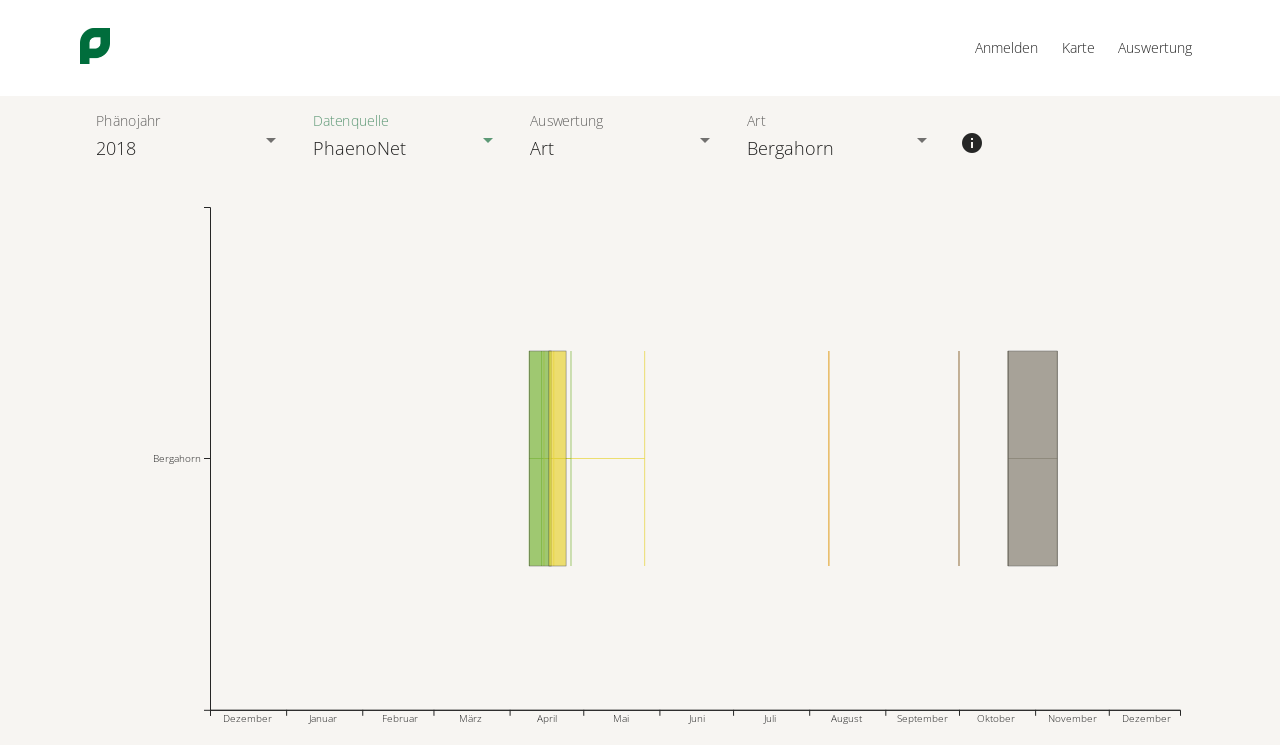 Anmelden Karte Auswertung
Phänojahr Datenquelle Auswertung Art
2018 PhaenoNet Art Bergahorn
Bergahorn
Dezember Januar Februar März April Mai Juni Juli August September Oktober November Dezember